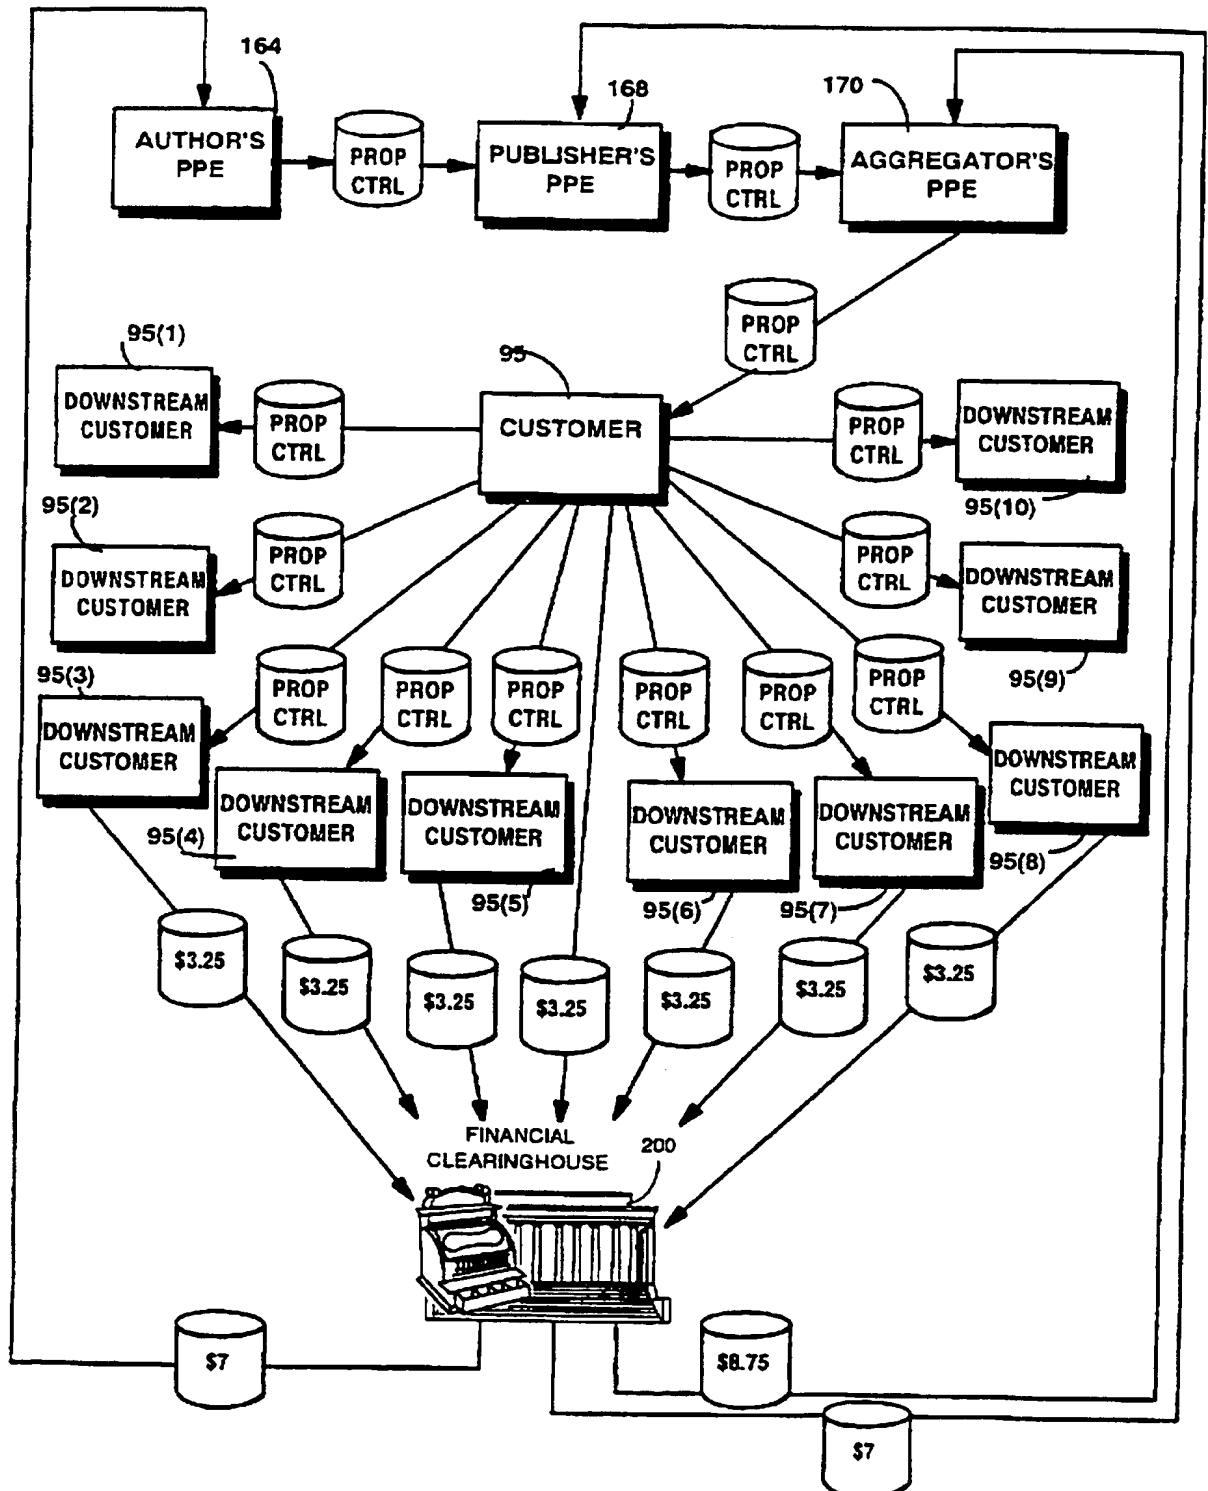 164
168
170
AUTHOR'S
PPE
PROP
CTRL
PUBLISHER'S
PPE
PROP
CTRL
AGGREGATOR'S
PPE
PROP
CTRL
95(1)
95
DOWNSTREAM
CUSTOMER
PROP
CTRL
CUSTOMER
PROP
CTRL
DOWNSTREAM
CUSTOMER
95(10)
95(2)
DOWNSTREAM
CUSTOMER
PROP
CTRL
PROP
CTRL
DOWNSTREAM
CUSTOMER
95(9)
95(3)
DOWNSTREAM
CUSTOMER
PROP
CTRL
PROP
CTRL
PROP
CTRL
PROP
CTRL
PROP
CTRL
PROP
CTRL
DOWNSTREAM
CUSTOMER
95(8)
DOWNSTREAM
CUSTOMER
95(4)
DOWNSTREAM
CUSTOMER
95(5)
DOWNSTREAM
CUSTOMER
95(6)
DOWNSTREAM
CUSTOMER
95(7)
$3.25
$3.25
$3.25
$3.25
$3.25
$3.25
$3.25
FINANCIAL
CLEARINGHOUSE
200
$7
$8.75
$7